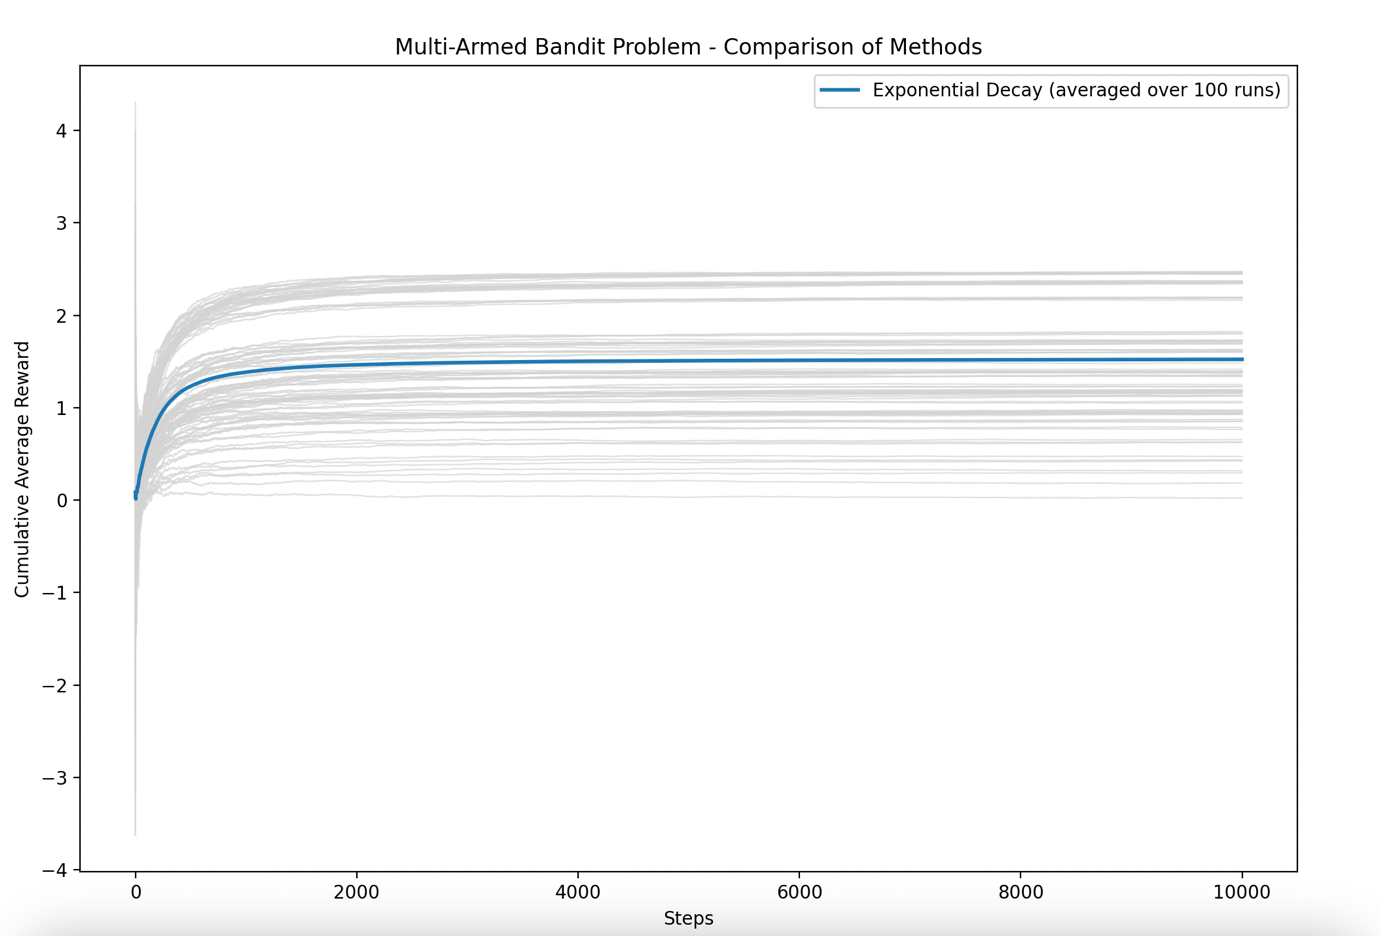 Multi-Armed Bandit Problem - Comparison of Methods
Exponential Decay (averaged over 100 runs)
Cumulative Average Reward
4
3
2
1
0
−1
−2
−3
−4
0 2000 4000 6000 8000 10000
Steps